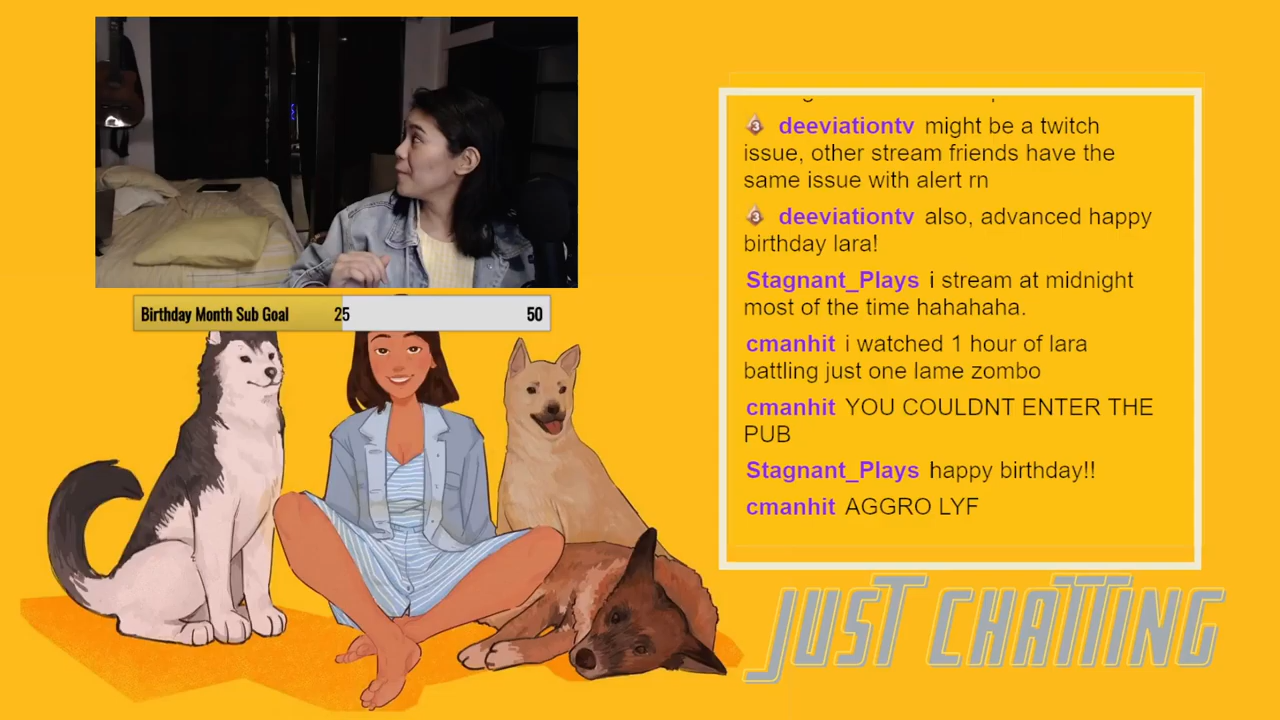 Birthday Month Sub Goal 25 50
deeviationtv might be a twitch
issue, other stream friends have the
same issue with alert rn
deeviationtv also, advanced happy
birthday lara!
Stagnant_Plays i stream at midnight
most of the time hahahaha.
cmanhit i watched 1 hour of lara
battling just one lame zombo
cmanhit YOU COULDNT ENTER THE
PUB
Stagnant_Plays happy birthday!!
cmanhit AGGRO LYF
JUST CHATTING